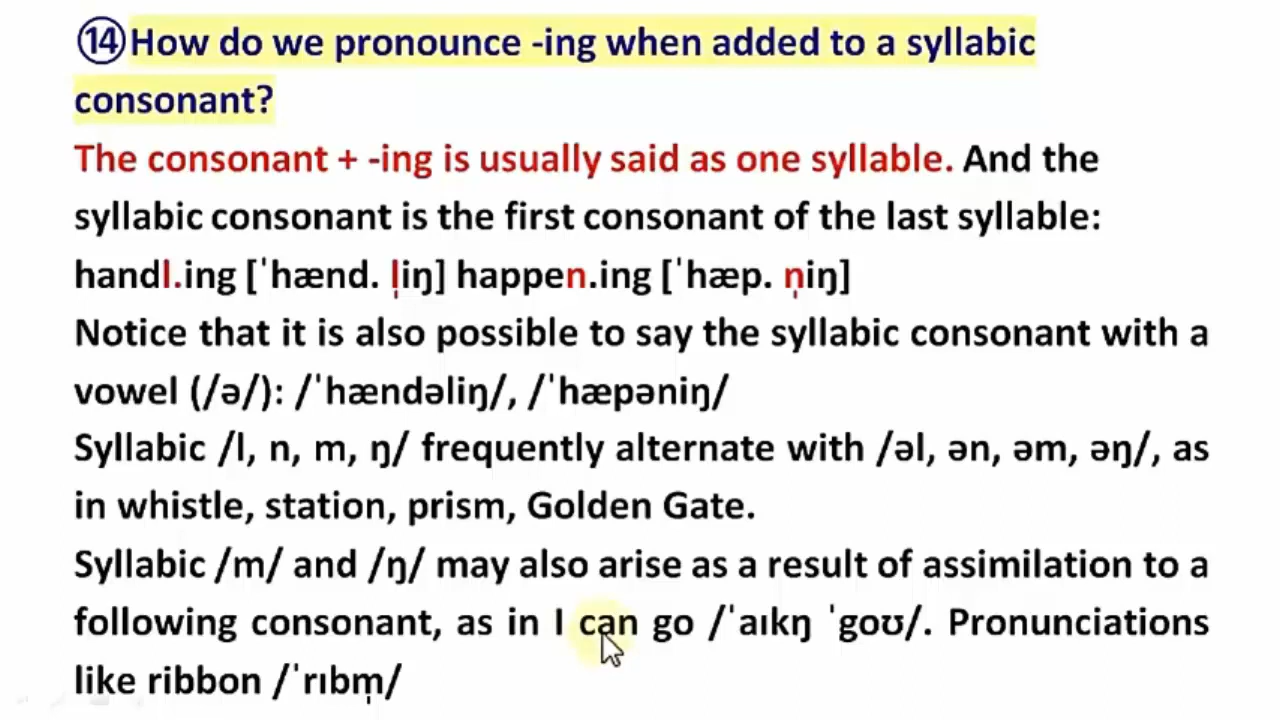 ⑭How do we pronounce -ing when added to a syllabic
consonant?
The consonant + -ing is usually said as one syllable. And the
syllabic consonant is the first consonant of the last syllable:
handl.ing [ˈhænd. l̩iŋ] happen.ing [ˈhæp. n̩iŋ]
Notice that it is also possible to say the syllabic consonant with a
vowel (/ə/): /ˈhændəliŋ/, /ˈhæpəniŋ/
Syllabic /l, n, m, ŋ/ frequently alternate with /əl, ən, əm, əŋ/, as
in whistle, station, prism, Golden Gate.
Syllabic /m/ and /ŋ/ may also arise as a result of assimilation to a
following consonant, as in I can go /ˈaɪkŋ ˈgoʊ/. Pronunciations
like ribbon /ˈrɪbm̩/